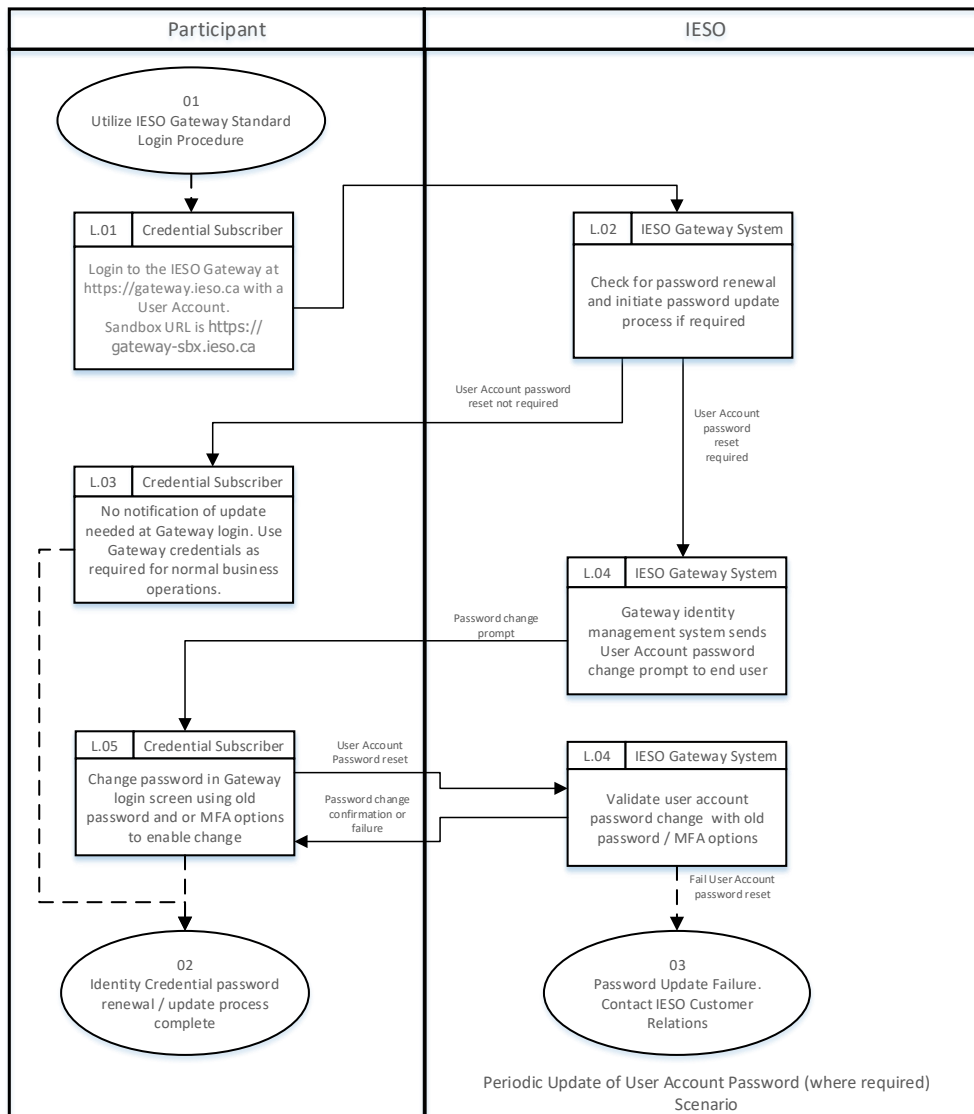 Participant
IESO
01
Utilize IESO Gateway Standard
Login Procedure
L.01
Credential Subscriber
Login to the IESO Gateway at
https://gateway.ieso.ca with a
User Account.
Sandbox URL is https://
gateway-sbx.ieso.ca
L.02
IESO Gateway System
Check for password renewal
and initiate password update
process if required
User Account password
reset not required
User Account
password
reset
required
L.03
Credential Subscriber
No notification of update
needed at Gateway login. Use
Gateway credentials as
required for normal business
operations.
L.04
IESO Gateway System
Gateway identity
management system sends
User Account password
change prompt to end user
Password change
prompt
L.05
Credential Subscriber
Change password in Gateway
login screen using old
password and or MFA options
to enable change
User Account
Password reset
Password change
confirmation or
failure
L.04
IESO Gateway System
Validate user account
password change with old
password / MFA options
Fail User Account
password reset
02
Identity Credential password
renewal / update process
complete
03
Password Update Failure.
Contact IESO Customer
Relations
Periodic Update of User Account Password (where required)
Scenario